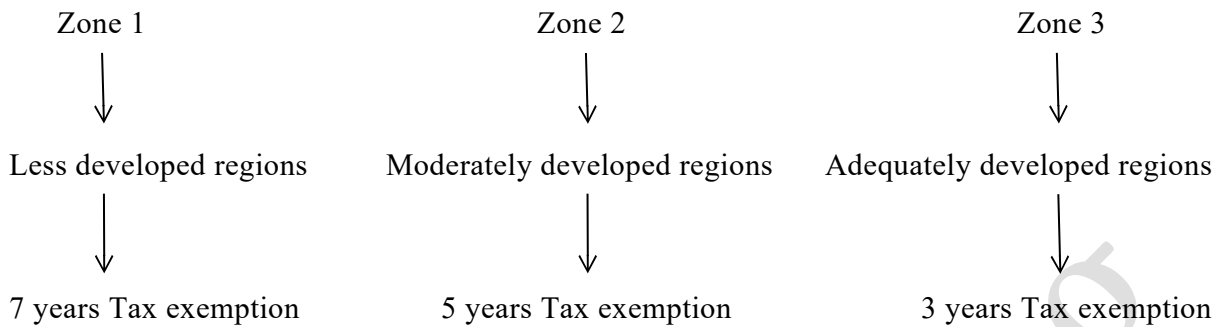 Zone 1 Zone 2 Zone 3
Less developed regions Moderately developed regions Adequately developed regions
7 years Tax exemption 5 years Tax exemption 3 years Tax exemption